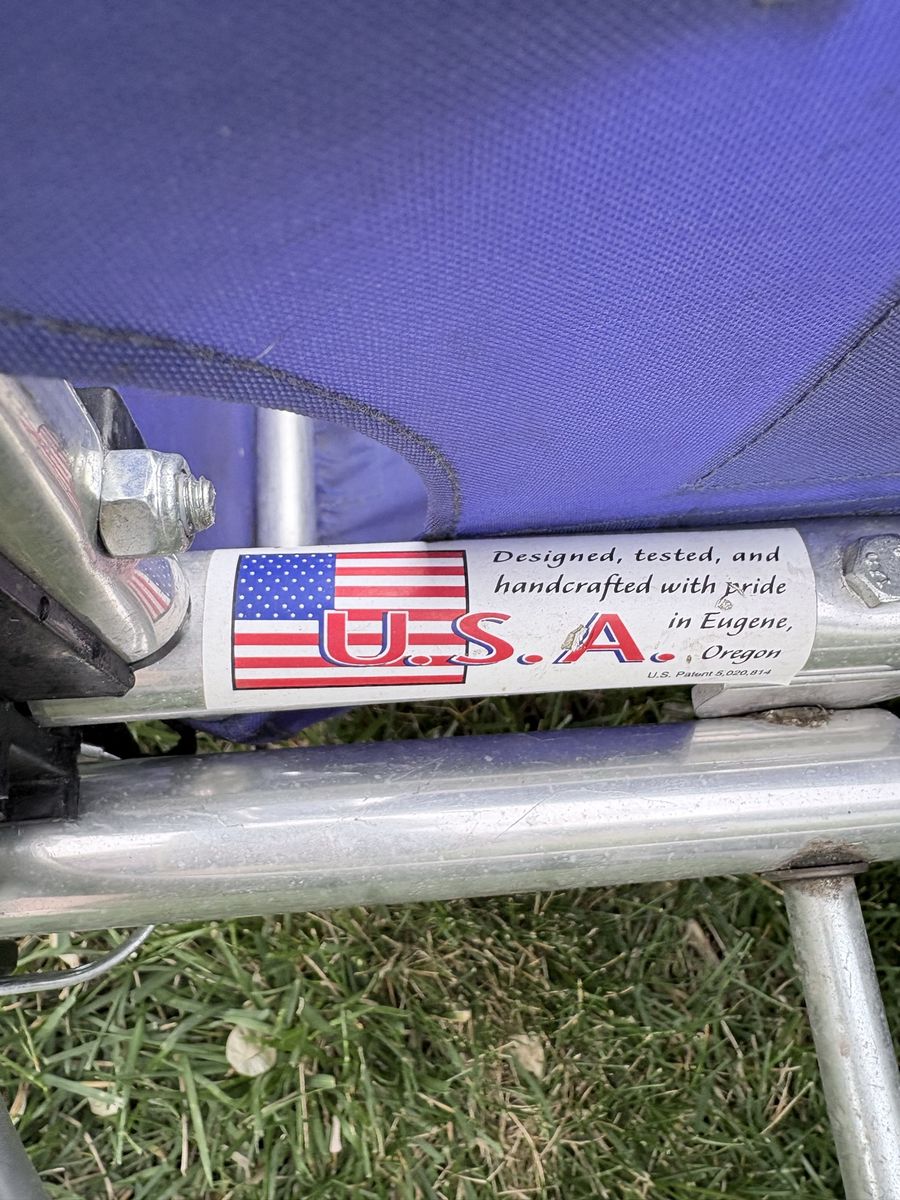 U.S.A.
Designed, tested, and
handcrafted with pride
in Eugene,
Oregon
U.S. Patent 5,020,814